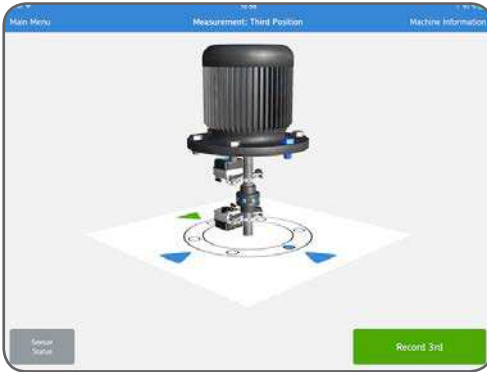 Main Menu
Measurement: Third Position
Machine Information
Sensor
Status
Record 3rd